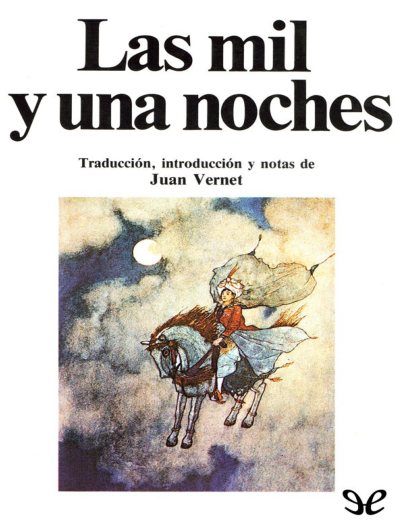 Las mil
y una noches
Traducción, introducción y notas de
Juan Vernet